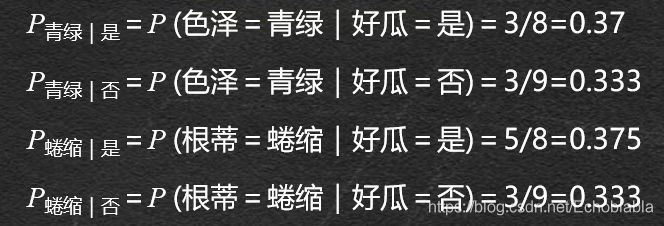 P青绿 | 是 = P (色泽 = 青绿 | 好瓜 = 是) = 3/8=0.37
P青绿 | 否 = P (色泽 = 青绿 | 好瓜 = 否) = 3/9=0.333
P蜷缩 | 是 = P (根蒂 = 蜷缩 | 好瓜 = 是) = 5/8=0.375
P蜷缩 | 否 = P (根蒂 = 蜷缩 | 好瓜 = 否) = 3/9=0.333
https://blog.csdn.net/Echoblabla